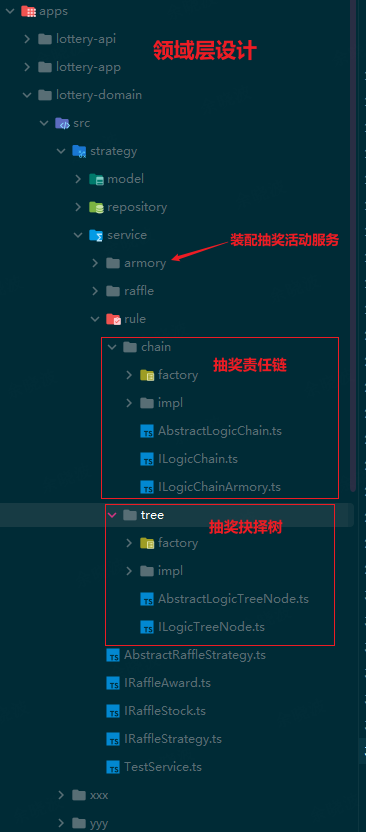 apps
lottery-api
领域层设计
lottery-app
lottery-domain
src
strategy
model
repository
service
装配抽奖活动服务
armory
raffle
rule
chain
抽奖责任链
factory
impl
AbstractLogicChain.ts
ILogicChain.ts
ILogicChainArmory.ts
tree
抽奖抉择树
factory
impl
AbstractLogicTreeNode.ts
ILogicTreeNode.ts
AbstractRaffleStrategy.ts
IRaffleAward.ts
IRaffleStock.ts
IRaffleStrategy.ts
TestService.ts
xxx
yyy